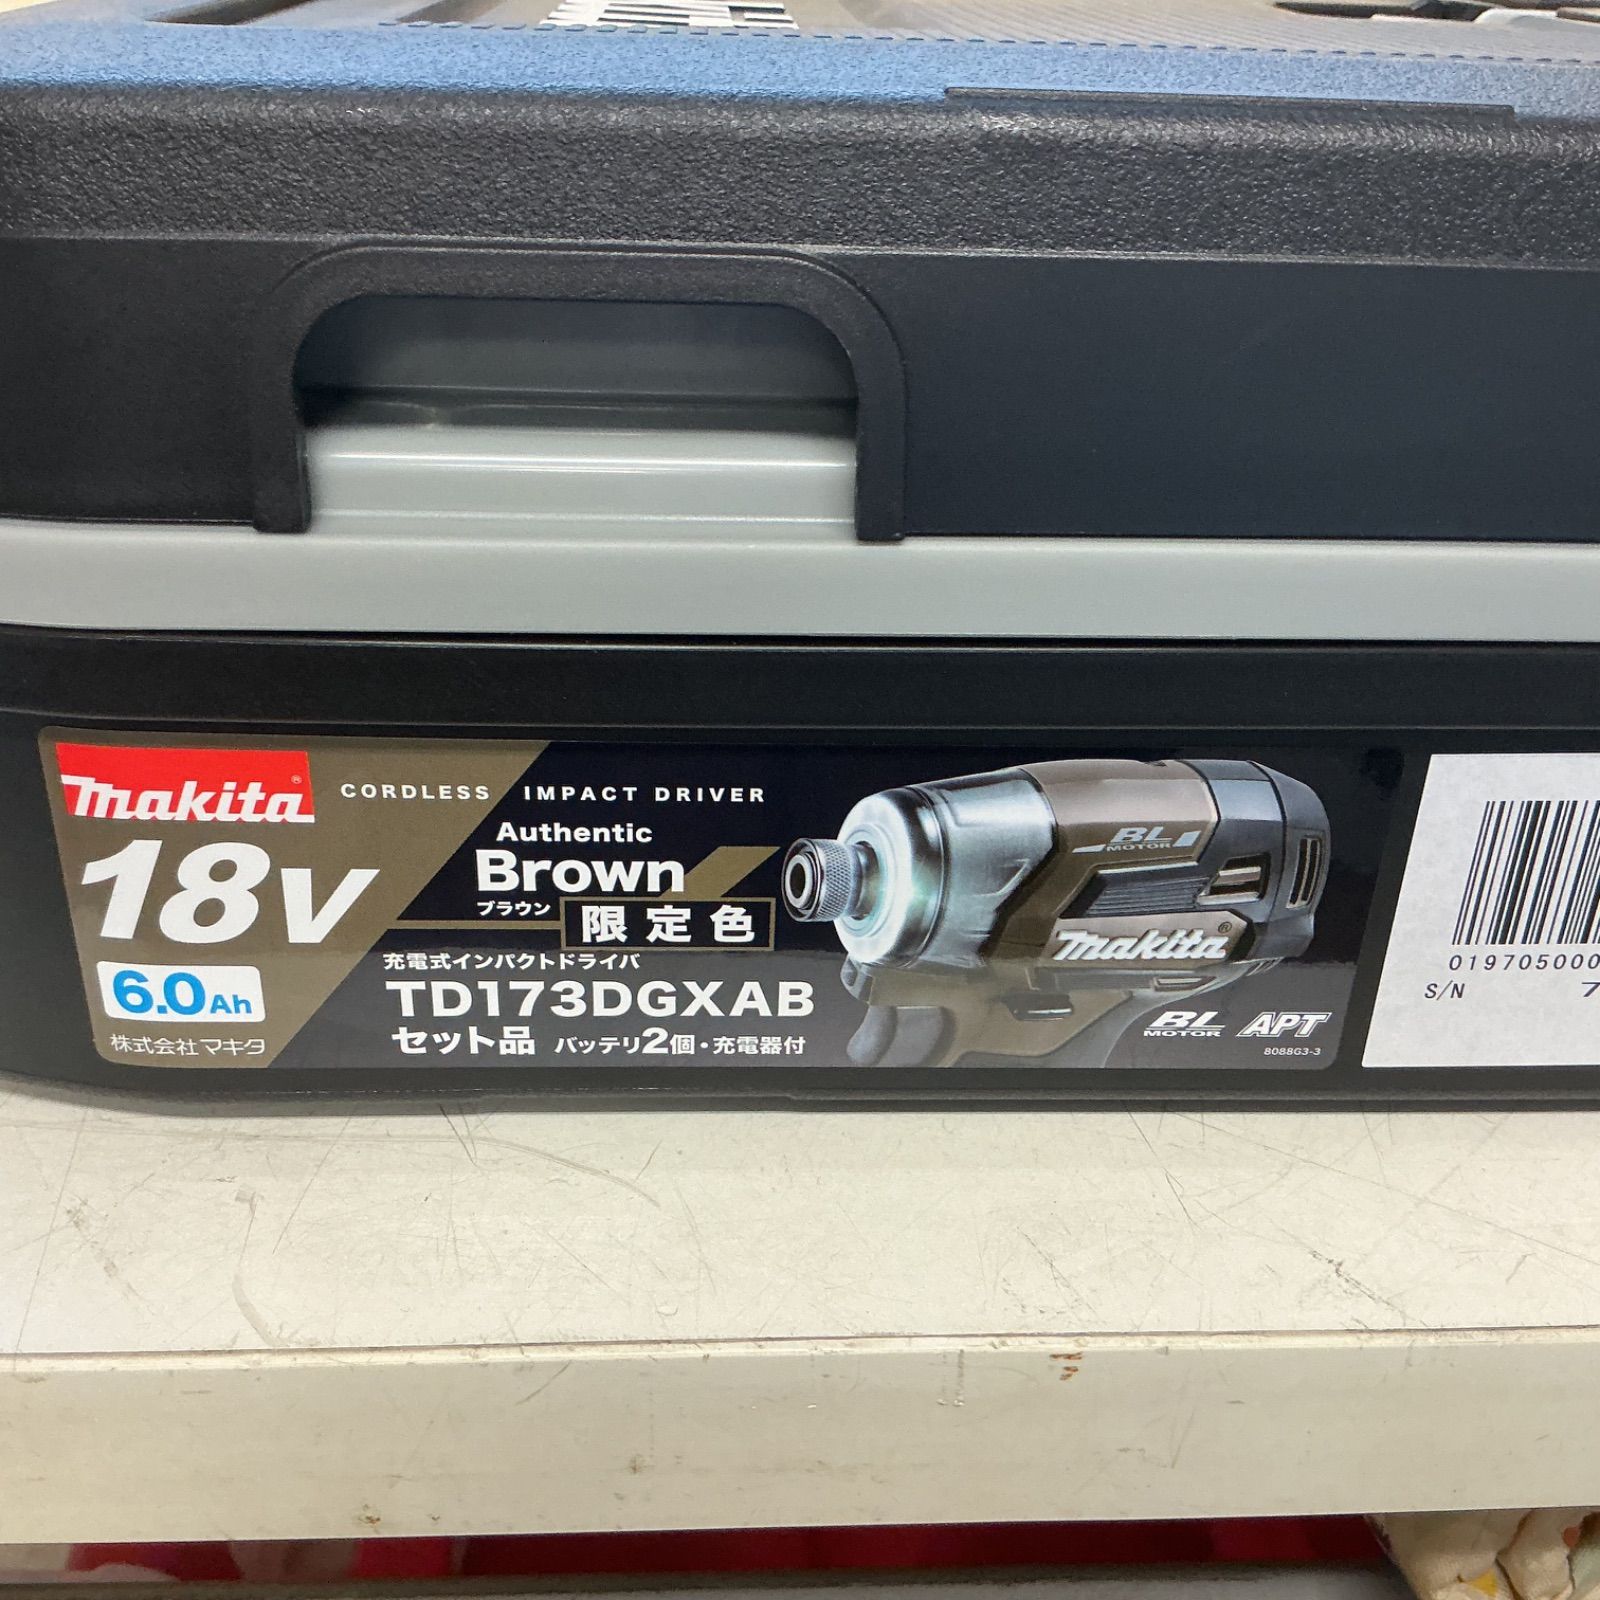 makita®
CORDLESS IMPACT DRIVER
18V
6.0Ah
株式会社マキタ
Authentic
Brown
ブラウン
限定色
充電式インパクトドライバ
TD173DGXAB
セット品 バッテリ2個・充電器付
BL
MOTOR
makita®
BL
MOTOR
APT
8088G3-3
019705000
S/N 7